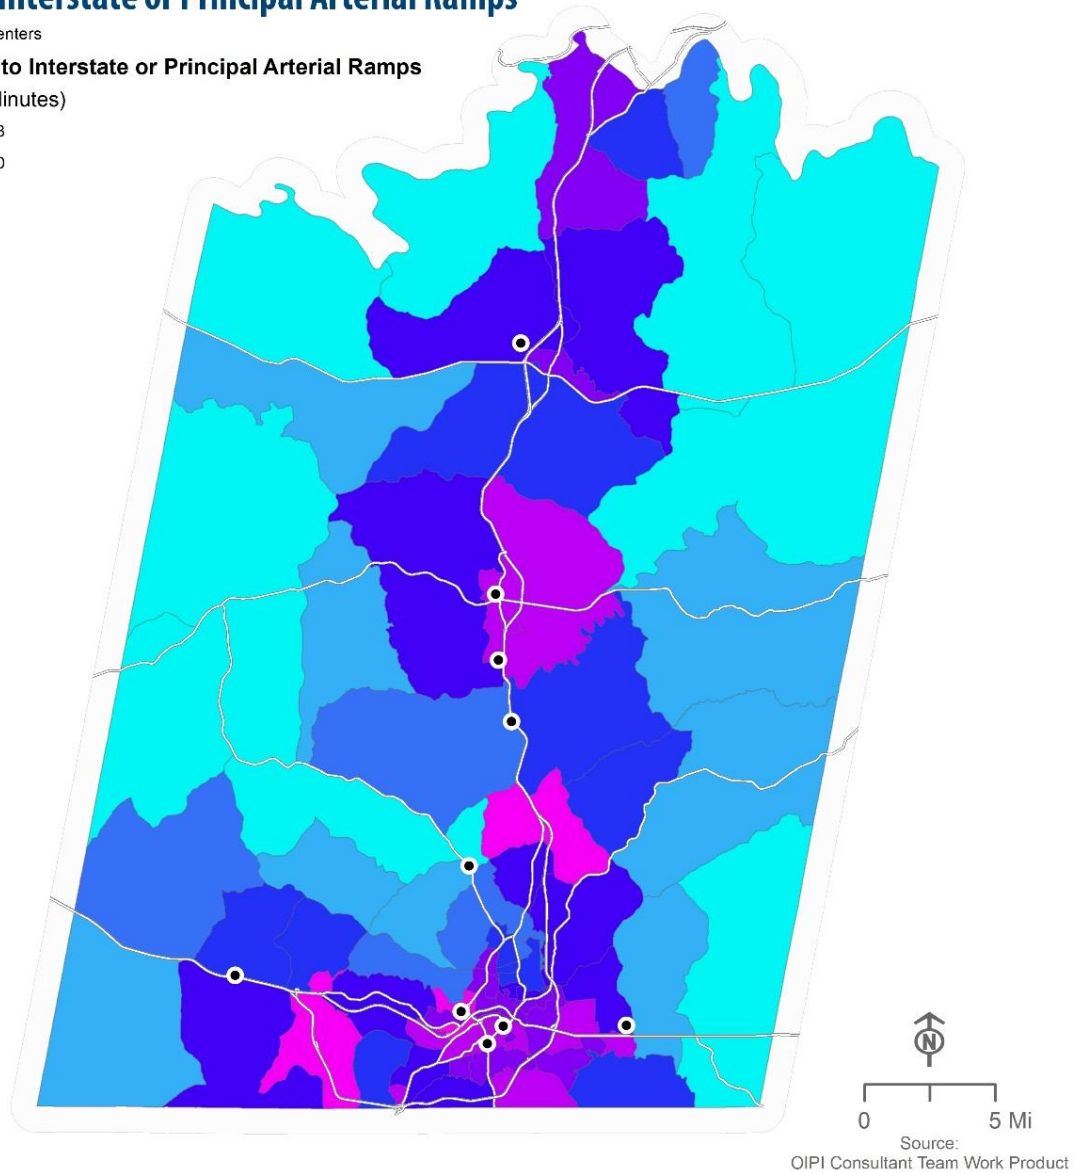 Interstate or Principal Arterial Ramps
enters
to Interstate or Principal Arterial Ramps
inutes)
N
0 5 Mi
Source:
OIPI Consultant Team Work Product